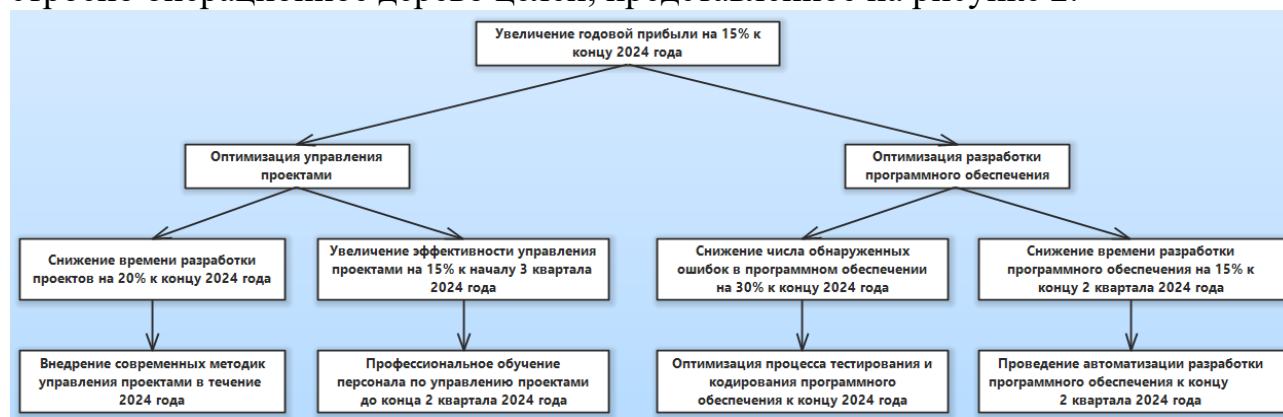 Увеличение годовой прибыли на 15% к
концу 2024 года
Оптимизация управления
проектами
Оптимизация разработки
программного обеспечения
Снижение времени разработки
проектов на 20% к концу 2024 года
Увеличение эффективности управления
проектами на 15% к началу 3 квартала
2024 года
Снижение числа обнаруженных
ошибок в программном обеспечении
на 30% к концу 2024 года
Снижение времени разработки
программного обеспечения на 15% к
концу 2 квартала 2024 года
Внедрение современных методик
управления проектами в течение
2024 года
Профессиональное обучение
персонала по управлению проектами
до конца 2 квартала 2024 года
Оптимизация процесса тестирования и
кодирования программного
обеспечения к концу 2024 года
Проведение автоматизации разработки
программного обеспечения к концу
2 квартала 2024 года